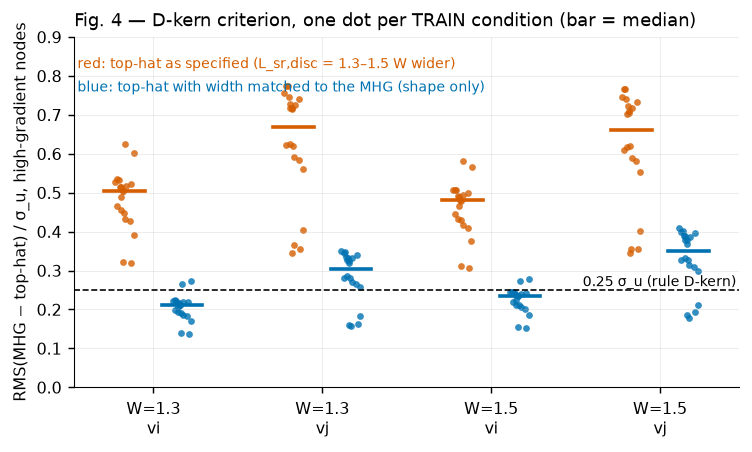 Fig. 4 — D-kern criterion, one dot per TRAIN condition (bar = median)
RMS(MHG − top-hat) / σ_u, high-gradient nodes
0.9
0.8
0.7
0.6
0.5
0.4
0.3
0.2
0.1
0.0
red: top-hat as specified (L_sr,disc = 1.3–1.5 W wider)
blue: top-hat with width matched to the MHG (shape only)
0.25 σ_u (rule D-kern)
W=1.3
vi
W=1.3
vj
W=1.5
vi
W=1.5
vj